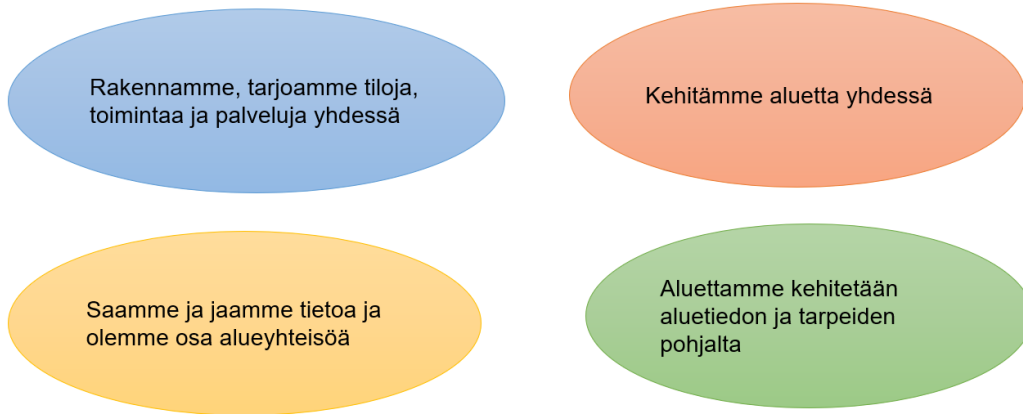 Rakennamme, tarjoamme tiloja,
toimintaa ja palveluja yhdessä
Kehitämme aluetta yhdessä
Saamme ja jaamme tietoa ja
olemme osa alueyhteisöä
Aluettamme kehitetään
aluetiedon ja tarpeiden
pohjalta